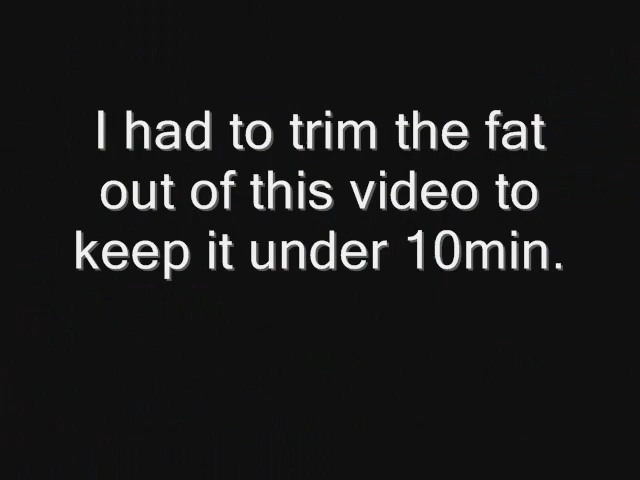 I had to trim the fat
out of this video to
keep it under 10min.